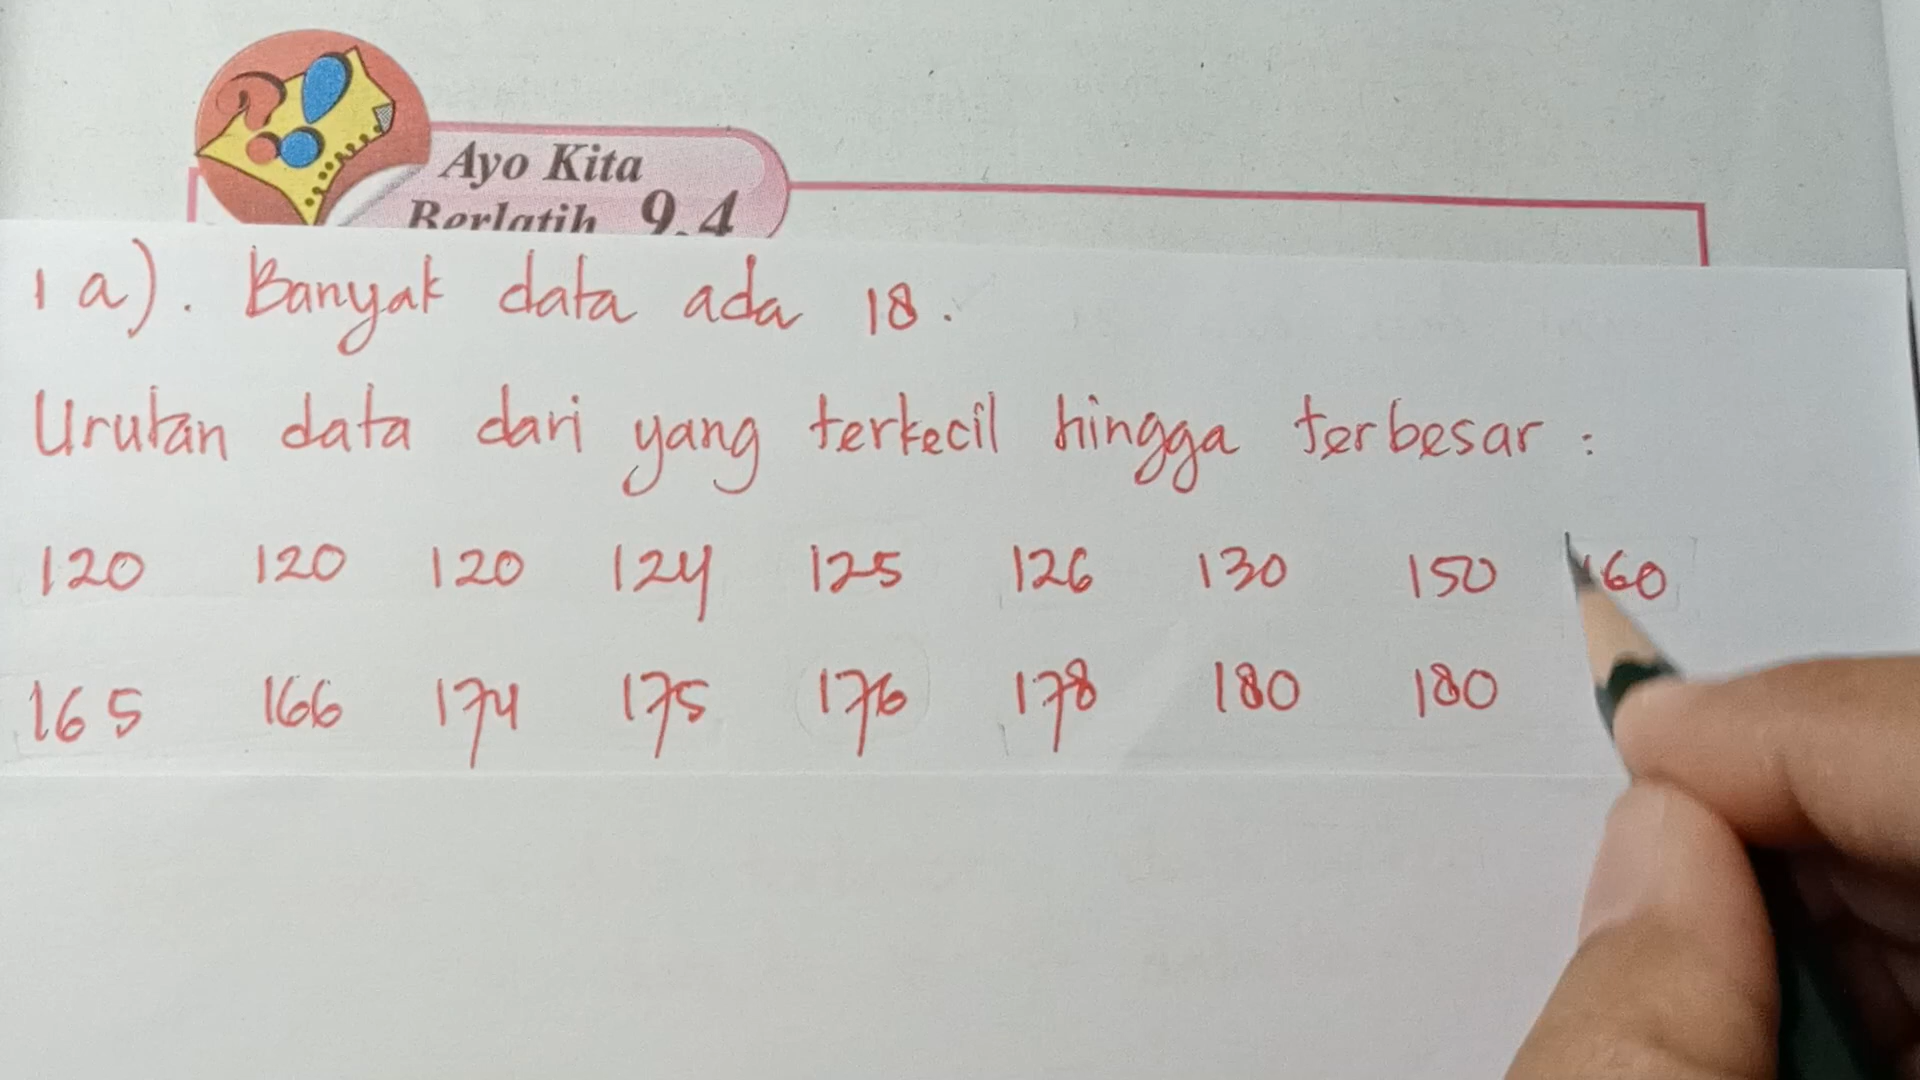 Ayo Kita
Berlatih 9.4
1 a). Banyak data ada 18.
Urutan data dari yang terkecil hingga terbesar :
120 120 120 124 125 126 130 150 160
165 166 174 175 176 178 180 180